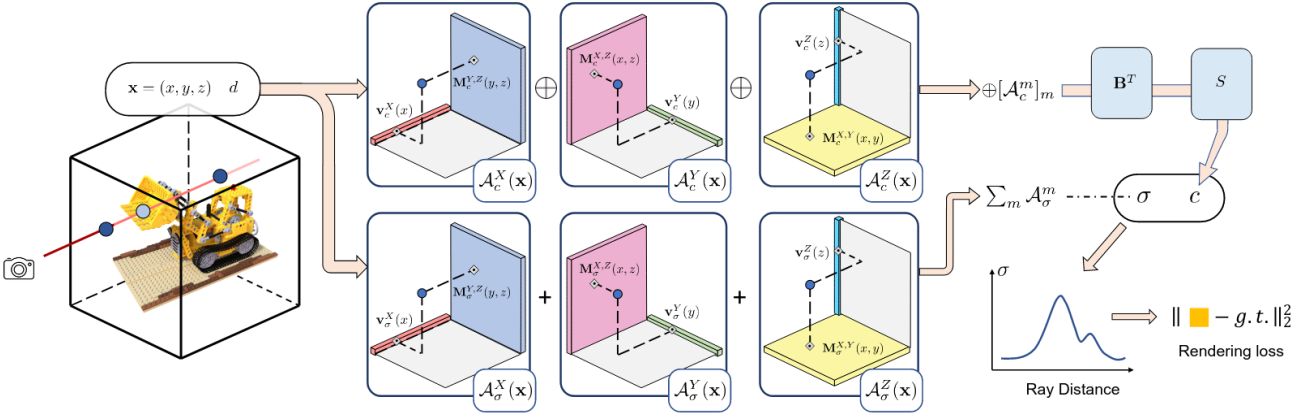 x = (x, y, z) d
v_c^X(x)
M_c^{Y,Z}(y, z)
A_c^X(x)
⊕
M_c^{X,Z}(x, z)
v_c^Y(y)
A_c^Y(x)
⊕
v_c^Z(z)
M_c^{X,Y}(x, y)
A_c^Z(x)
⊕[A_c^m]_m
B^T
S
v_σ^X(x)
M_σ^{Y,Z}(y, z)
A_σ^X(x)
+
M_σ^{X,Z}(x, z)
v_σ^Y(y)
A_σ^Y(x)
+
v_σ^Z(z)
M_σ^{X,Y}(x, y)
A_σ^Z(x)
∑_m A_σ^m
σ c
σ
Ray Distance
‖ − g.t.‖_2^2
Rendering loss